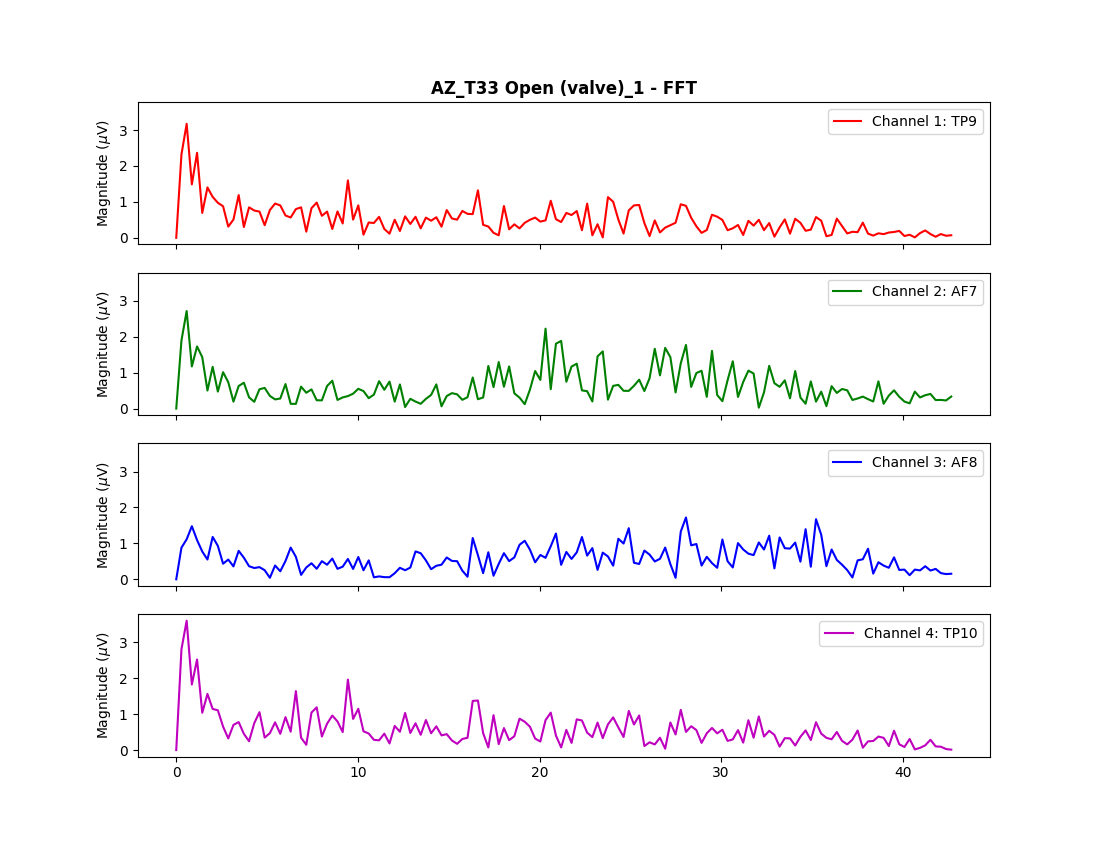 AZ_T33 Open (valve)_1 - FFT
Magnitude (μV)
3
2
1
0
Channel 1: TP9
Magnitude (μV)
3
2
1
0
Channel 2: AF7
Magnitude (μV)
3
2
1
0
Channel 3: AF8
Magnitude (μV)
3
2
1
0
Channel 4: TP10
0 10 20 30 40